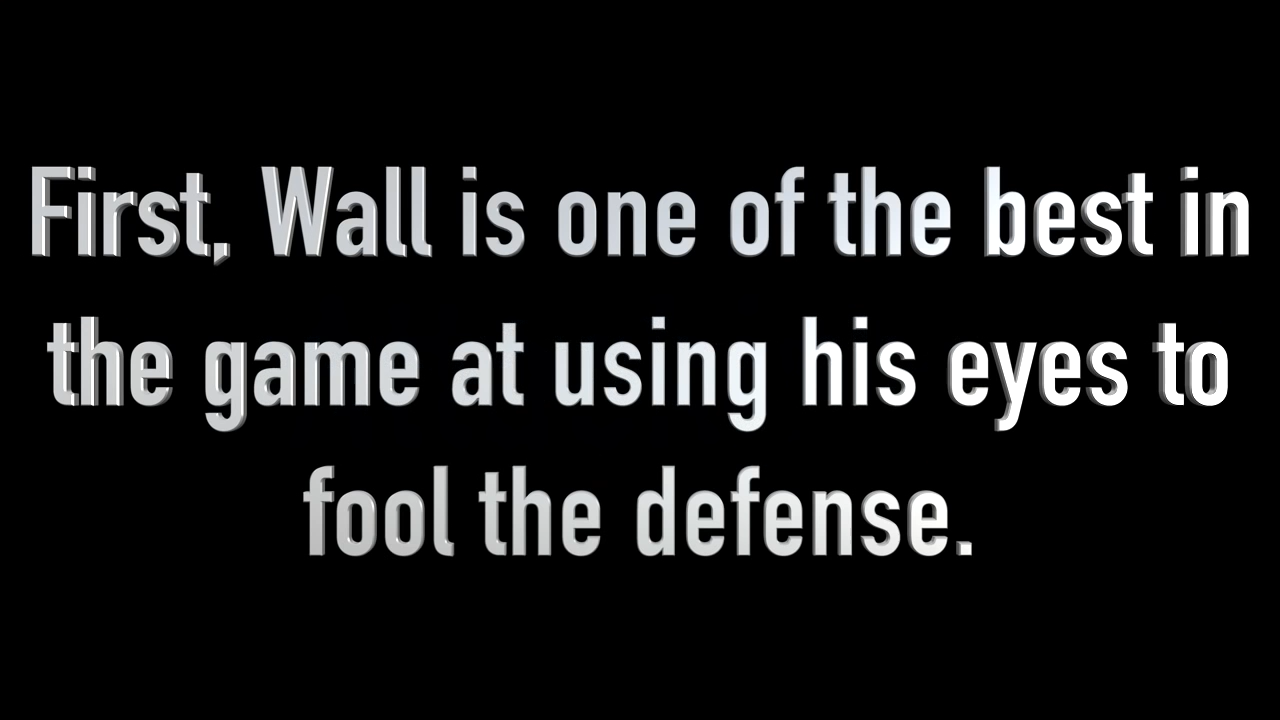 First, Wall is one of the best in
the game at using his eyes to
fool the defense.